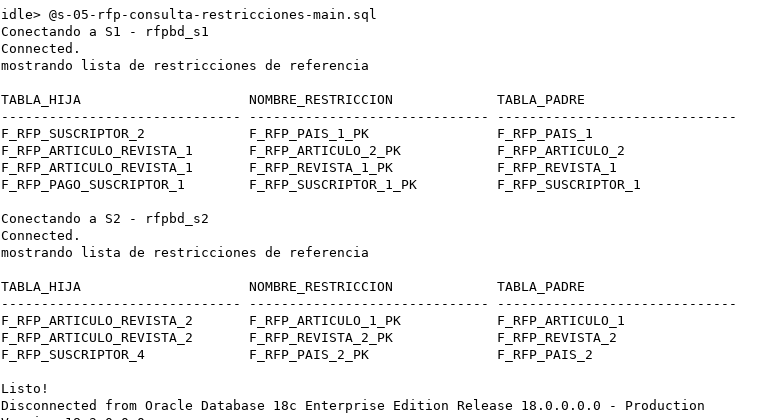 idle> @s-05-rfp-consulta-restricciones-main.sql
Conectando a S1 - rfpbd_s1
Connected.
mostrando lista de restricciones de referencia
TABLA_HIJA NOMBRE_RESTRICCION TABLA_PADRE
------------------------------ ------------------------------ ------------------------------
F_RFP_SUSCRIPTOR_2 F_RFP_PAIS_1_PK F_RFP_PAIS_1
F_RFP_ARTICULO_REVISTA_1 F_RFP_ARTICULO_2_PK F_RFP_ARTICULO_2
F_RFP_ARTICULO_REVISTA_1 F_RFP_REVISTA_1_PK F_RFP_REVISTA_1
F_RFP_PAGO_SUSCRIPTOR_1 F_RFP_SUSCRIPTOR_1_PK F_RFP_SUSCRIPTOR_1
Conectando a S2 - rfpbd_s2
Connected.
mostrando lista de restricciones de referencia
TABLA_HIJA NOMBRE_RESTRICCION TABLA_PADRE
------------------------------ ------------------------------ ------------------------------
F_RFP_ARTICULO_REVISTA_2 F_RFP_ARTICULO_1_PK F_RFP_ARTICULO_1
F_RFP_ARTICULO_REVISTA_2 F_RFP_REVISTA_2_PK F_RFP_REVISTA_2
F_RFP_SUSCRIPTOR_4 F_RFP_PAIS_2_PK F_RFP_PAIS_2
Listo!
Disconnected from Oracle Database 18c Enterprise Edition Release 18.0.0.0.0 - Production